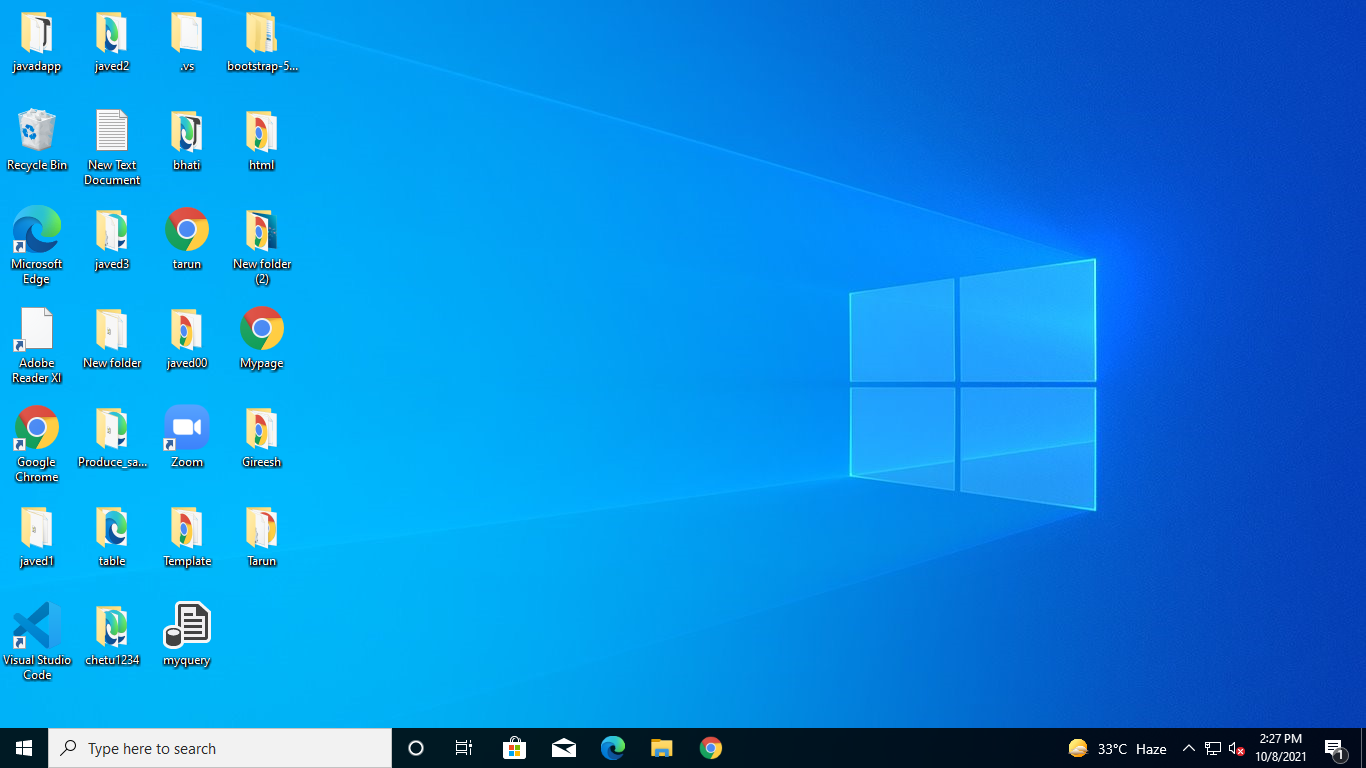 javadapp
javed2
.vs
bootstrap-5...
Recycle Bin
New Text
Document
bhati
html
Microsoft
Edge
javed3
tarun
New folder
(2)
Adobe
Reader XI
New folder
javed00
Mypage
Google
Chrome
Produce_sa...
Zoom
Gireesh
javed1
table
Template
Tarun
Visual Studio
Code
chetu1234
myquery
Type here to search
33°C Haze
2:27 PM
10/8/2021
1